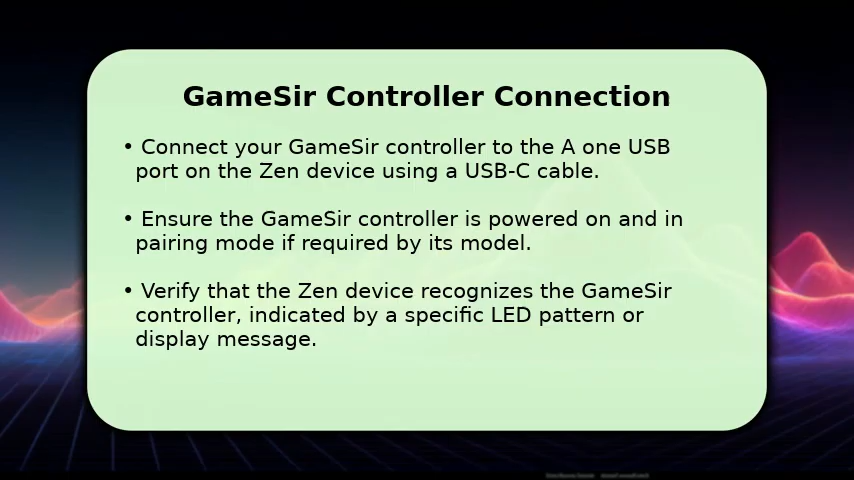 GameSir Controller Connection
• Connect your GameSir controller to the A one USB
port on the Zen device using a USB-C cable.
• Ensure the GameSir controller is powered on and in
pairing mode if required by its model.
• Verify that the Zen device recognizes the GameSir
controller, indicated by a specific LED pattern or
display message.